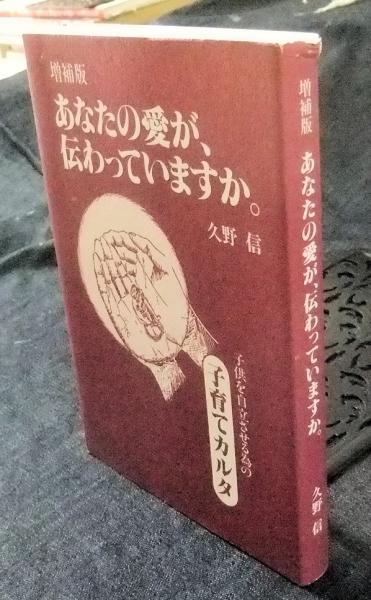 増補版
あなたの愛が、
伝わっていますか。
久野 信
子供を自立させる為の
子育てカルタ
増補版 あなたの愛が、伝わっていますか。 久野 信